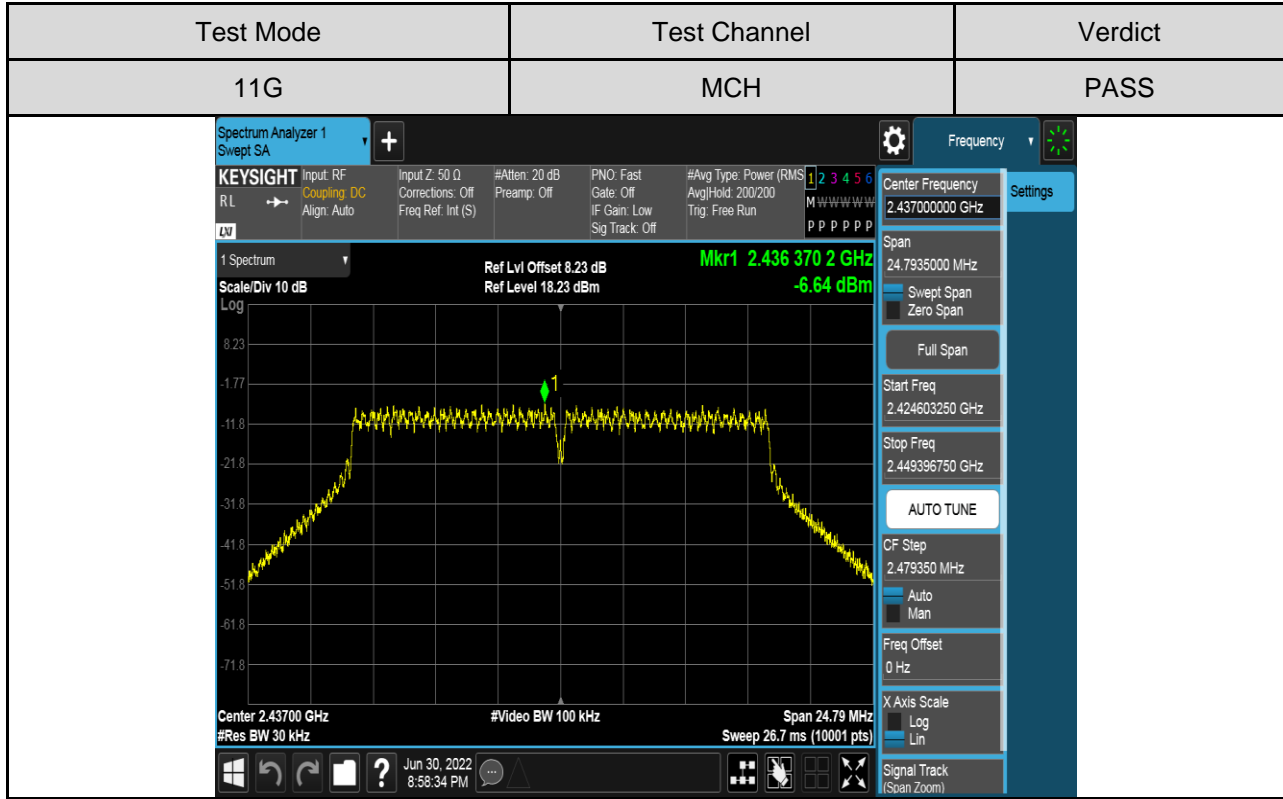 Test Mode Test Channel Verdict
11G MCH PASS
Spectrum Analyzer 1
Swept SA
+
Frequency
KEYSIGHT
RL
LXI
Input: RF
Coupling: DC
Align: Auto
Input Z: 50 Ω
Corrections: Off
Freq Ref: Int (S)
#Atten: 20 dB
Preamp: Off
PNO: Fast
Gate: Off
IF Gain: Low
Sig Track: Off
#Avg Type: Power (RMS
Avg|Hold: 200/200
Trig: Free Run
1 2 3 4 5 6
M W W W W W
P P P P P P
1 Spectrum
Scale/Div 10 dB
Ref Lvl Offset 8.23 dB
Ref Level 18.23 dBm
Mkr1 2.436 370 2 GHz
-6.64 dBm
Log
8.23
-1.77
-11.8
-21.8
-31.8
-41.8
-51.8
-61.8
-71.8
1
Center 2.43700 GHz
#Res BW 30 kHz
#Video BW 100 kHz
Span 24.79 MHz
Sweep 26.7 ms (10001 pts)
Center Frequency
2.437000000 GHz
Settings
Span
24.7935000 MHz
Swept Span
Zero Span
Full Span
Start Freq
2.424603250 GHz
Stop Freq
2.449396750 GHz
AUTO TUNE
CF Step
2.479350 MHz
Auto
Man
Freq Offset
0 Hz
X Axis Scale
Log
Lin
Signal Track
(Span Zoom)
?
Jun 30, 2022
8:58:34 PM